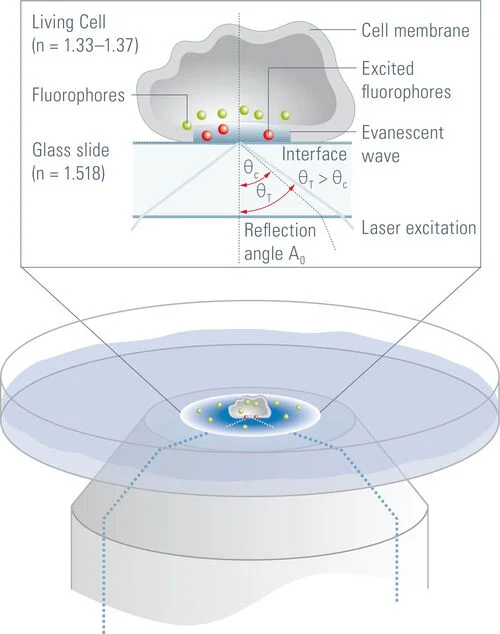 Living Cell
(n = 1.33–1.37)
Cell membrane
Fluorophores
Excited
fluorophores
Evanescent
wave
Glass slide
(n = 1.518)
Interface
θc
θT
θT > θc
Laser excitation
Reflection
angle A0